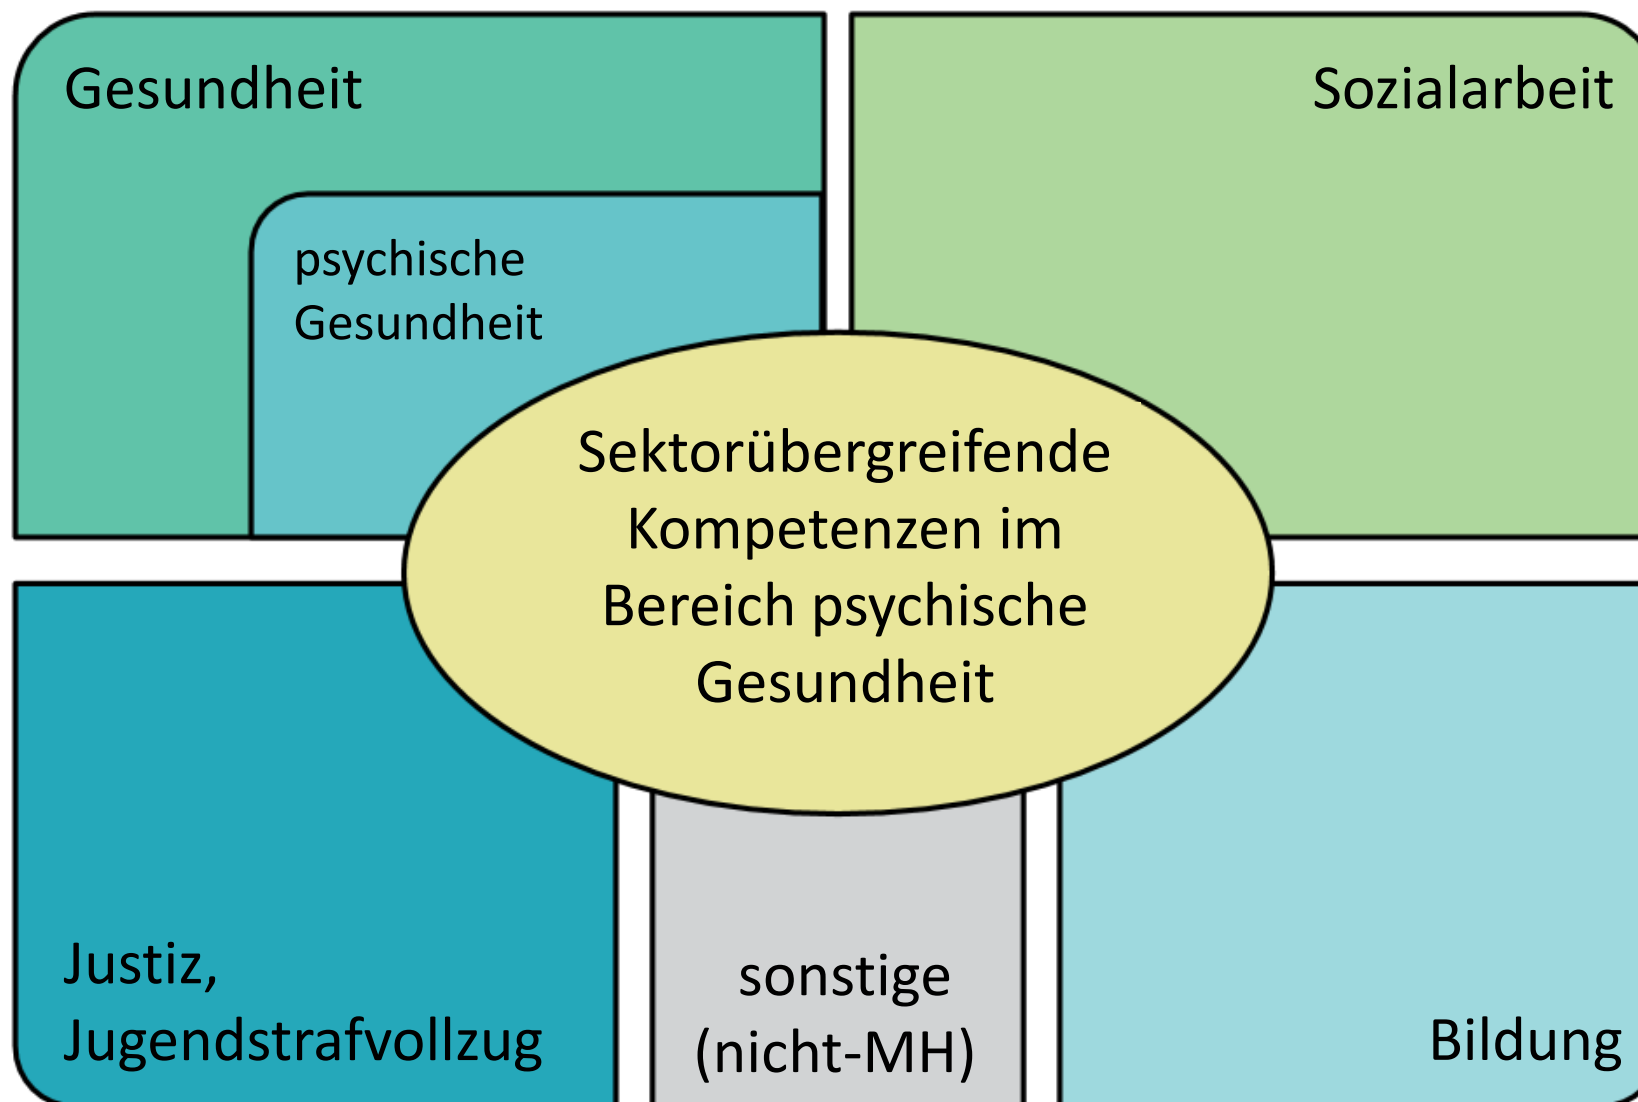 Gesundheit
Sozialarbeit
psychische
Gesundheit
Sektorübergreifende
Kompetenzen im
Bereich psychische
Gesundheit
Justiz,
Jugendstrafvollzug
sonstige
(nicht-MH)
Bildung